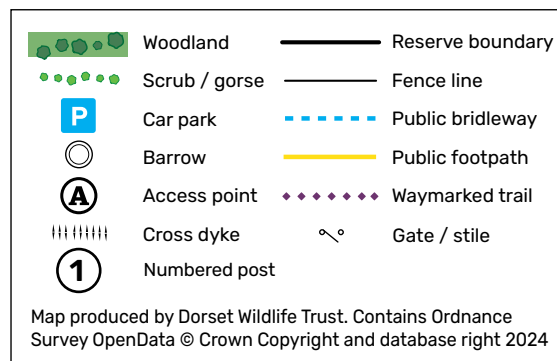 Woodland
Reserve boundary
Scrub / gorse
Fence line
P
Car park
Public bridleway
Barrow
Public footpath
A
Access point
Waymarked trail
Cross dyke
Gate / stile
1
Numbered post
Map produced by Dorset Wildlife Trust. Contains Ordnance
Survey OpenData © Crown Copyright and database right 2024